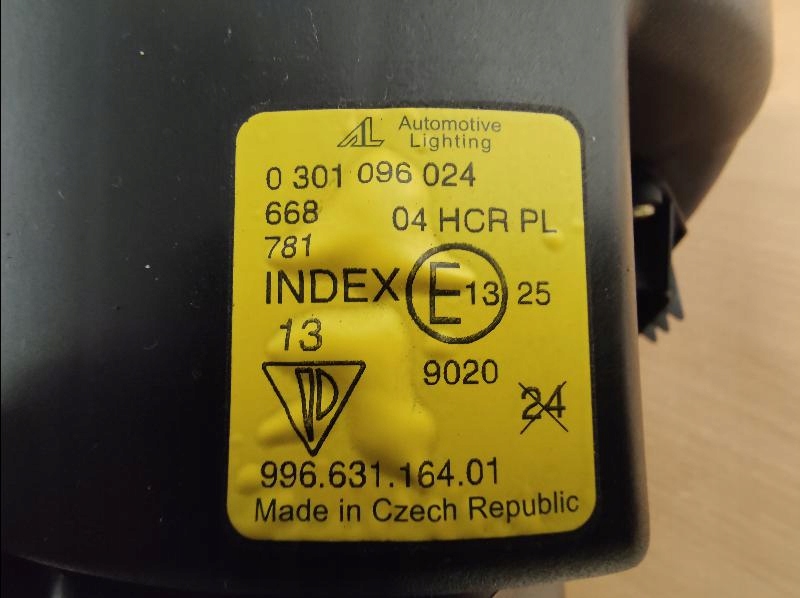 AL Automotive
Lighting
0 301 096 024
668 04 HCR PL
781
INDEX E 13 25
13
9020
24
996.631.164.01
Made in Czech Republic